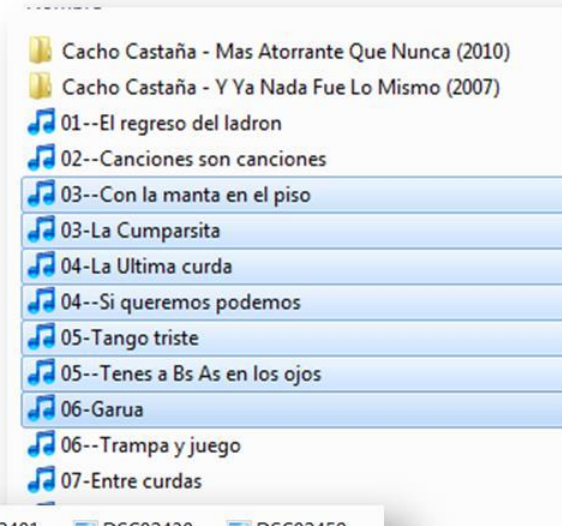 Cacho Castaña - Mas Atorrante Que Nunca (2010)
Cacho Castaña - Y Ya Nada Fue Lo Mismo (2007)
01--El regreso del ladron
02--Canciones son canciones
03--Con la manta en el piso
03-La Cumparsita
04-La Ultima curda
04--Si queremos podemos
05-Tango triste
05--Tenes a Bs As en los ojos
06-Garua
06--Trampa y juego
07-Entre curdas